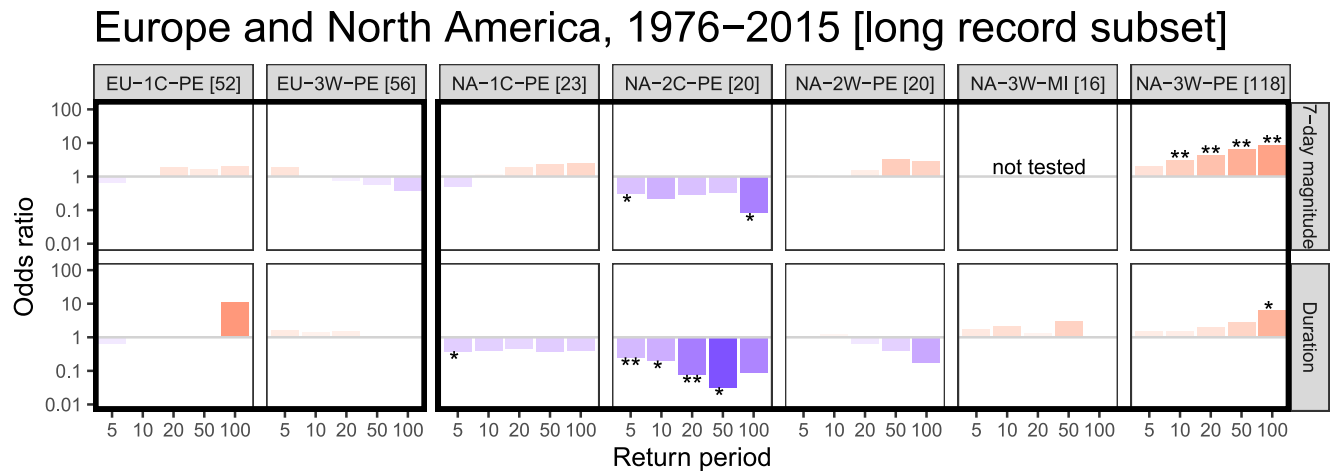 Europe and North America, 1976−2015 [long record subset]
EU−1C−PE [52] EU−3W−PE [56] NA−1C−PE [23] NA−2C−PE [20] NA−2W−PE [20] NA−3W−MI [16] NA−3W−PE [118]
Odds ratio
100
10
1
0.1
0.01
* * not tested ** ** ** **
7−day magnitude
100
10
1
0.1
0.01
* ** * ** * *
Duration
5 10 20 50 100 5 10 20 50 100 5 10 20 50 100 5 10 20 50 100 5 10 20 50 100 5 10 20 50 100 5 10 20 50 100
Return period